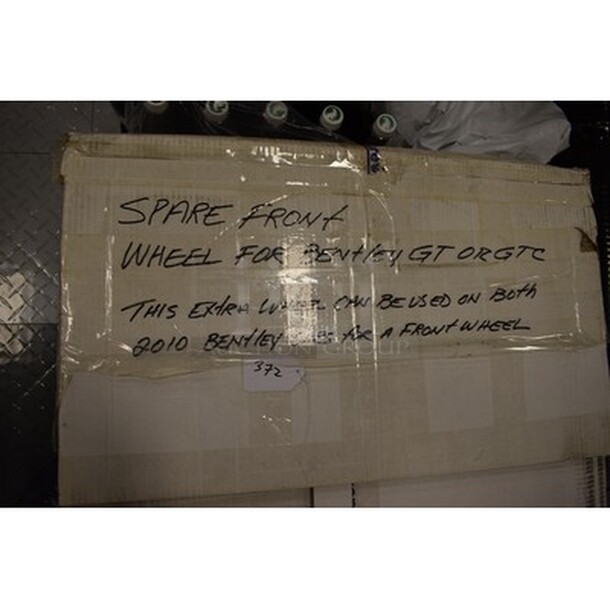 SPARE FRONT
WHEEL FOR BENTLEY GT OR GTC
THIS EXTRA WHEEL CAN BE USED ON BOTH
2010 BENTLEY FOR A FRONT WHEEL
GROUP
372